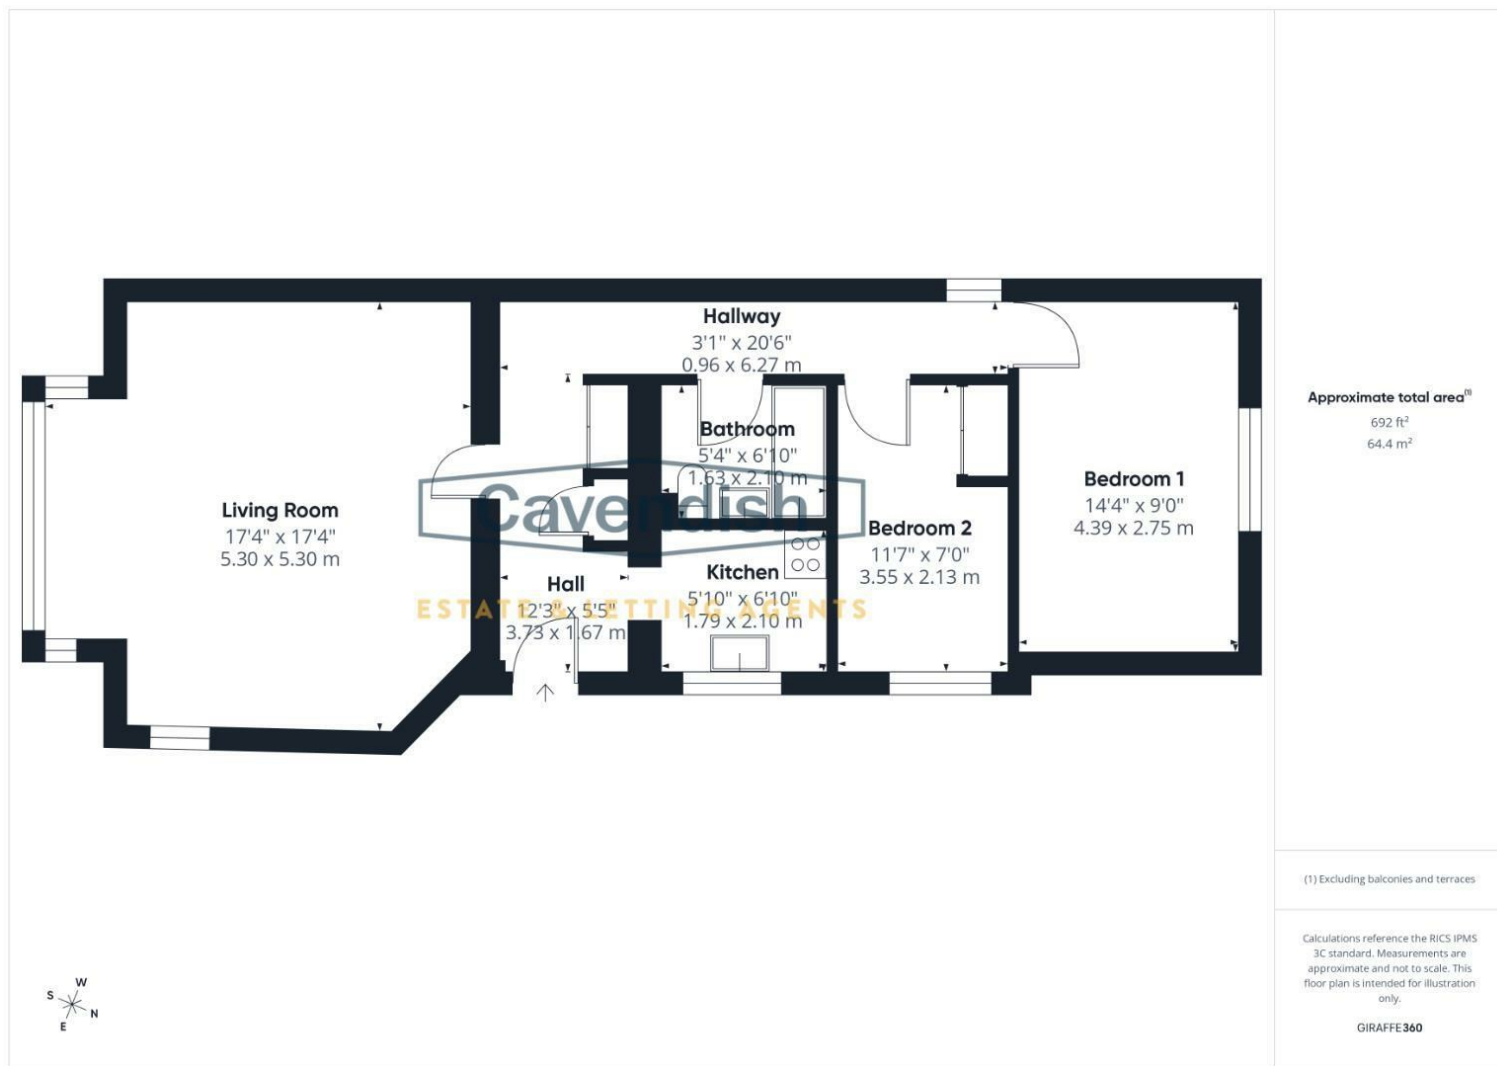 Hallway
3'1" x 20'6"
0.96 x 6.27 m
Bathroom
5'4" x 6'10"
1.63 x 2.10 m
Living Room
17'4" x 17'4"
5.30 x 5.30 m
Cavendish
ESTATE & LETTING AGENTS
Hall
12'3" x 5'5"
3.73 x 1.67 m
Kitchen
5'10" x 6'10"
1.79 x 2.10 m
Bedroom 2
11'7" x 7'0"
3.55 x 2.13 m
Bedroom 1
14'4" x 9'0"
4.39 x 2.75 m
W
S
N
E
Approximate total area(1)
692 ft²
64.4 m²
(1) Excluding balconies and terraces
Calculations reference the RICS IPMS
3C standard. Measurements are
approximate and not to scale. This
floor plan is intended for illustration
only.
GIRAFFE360